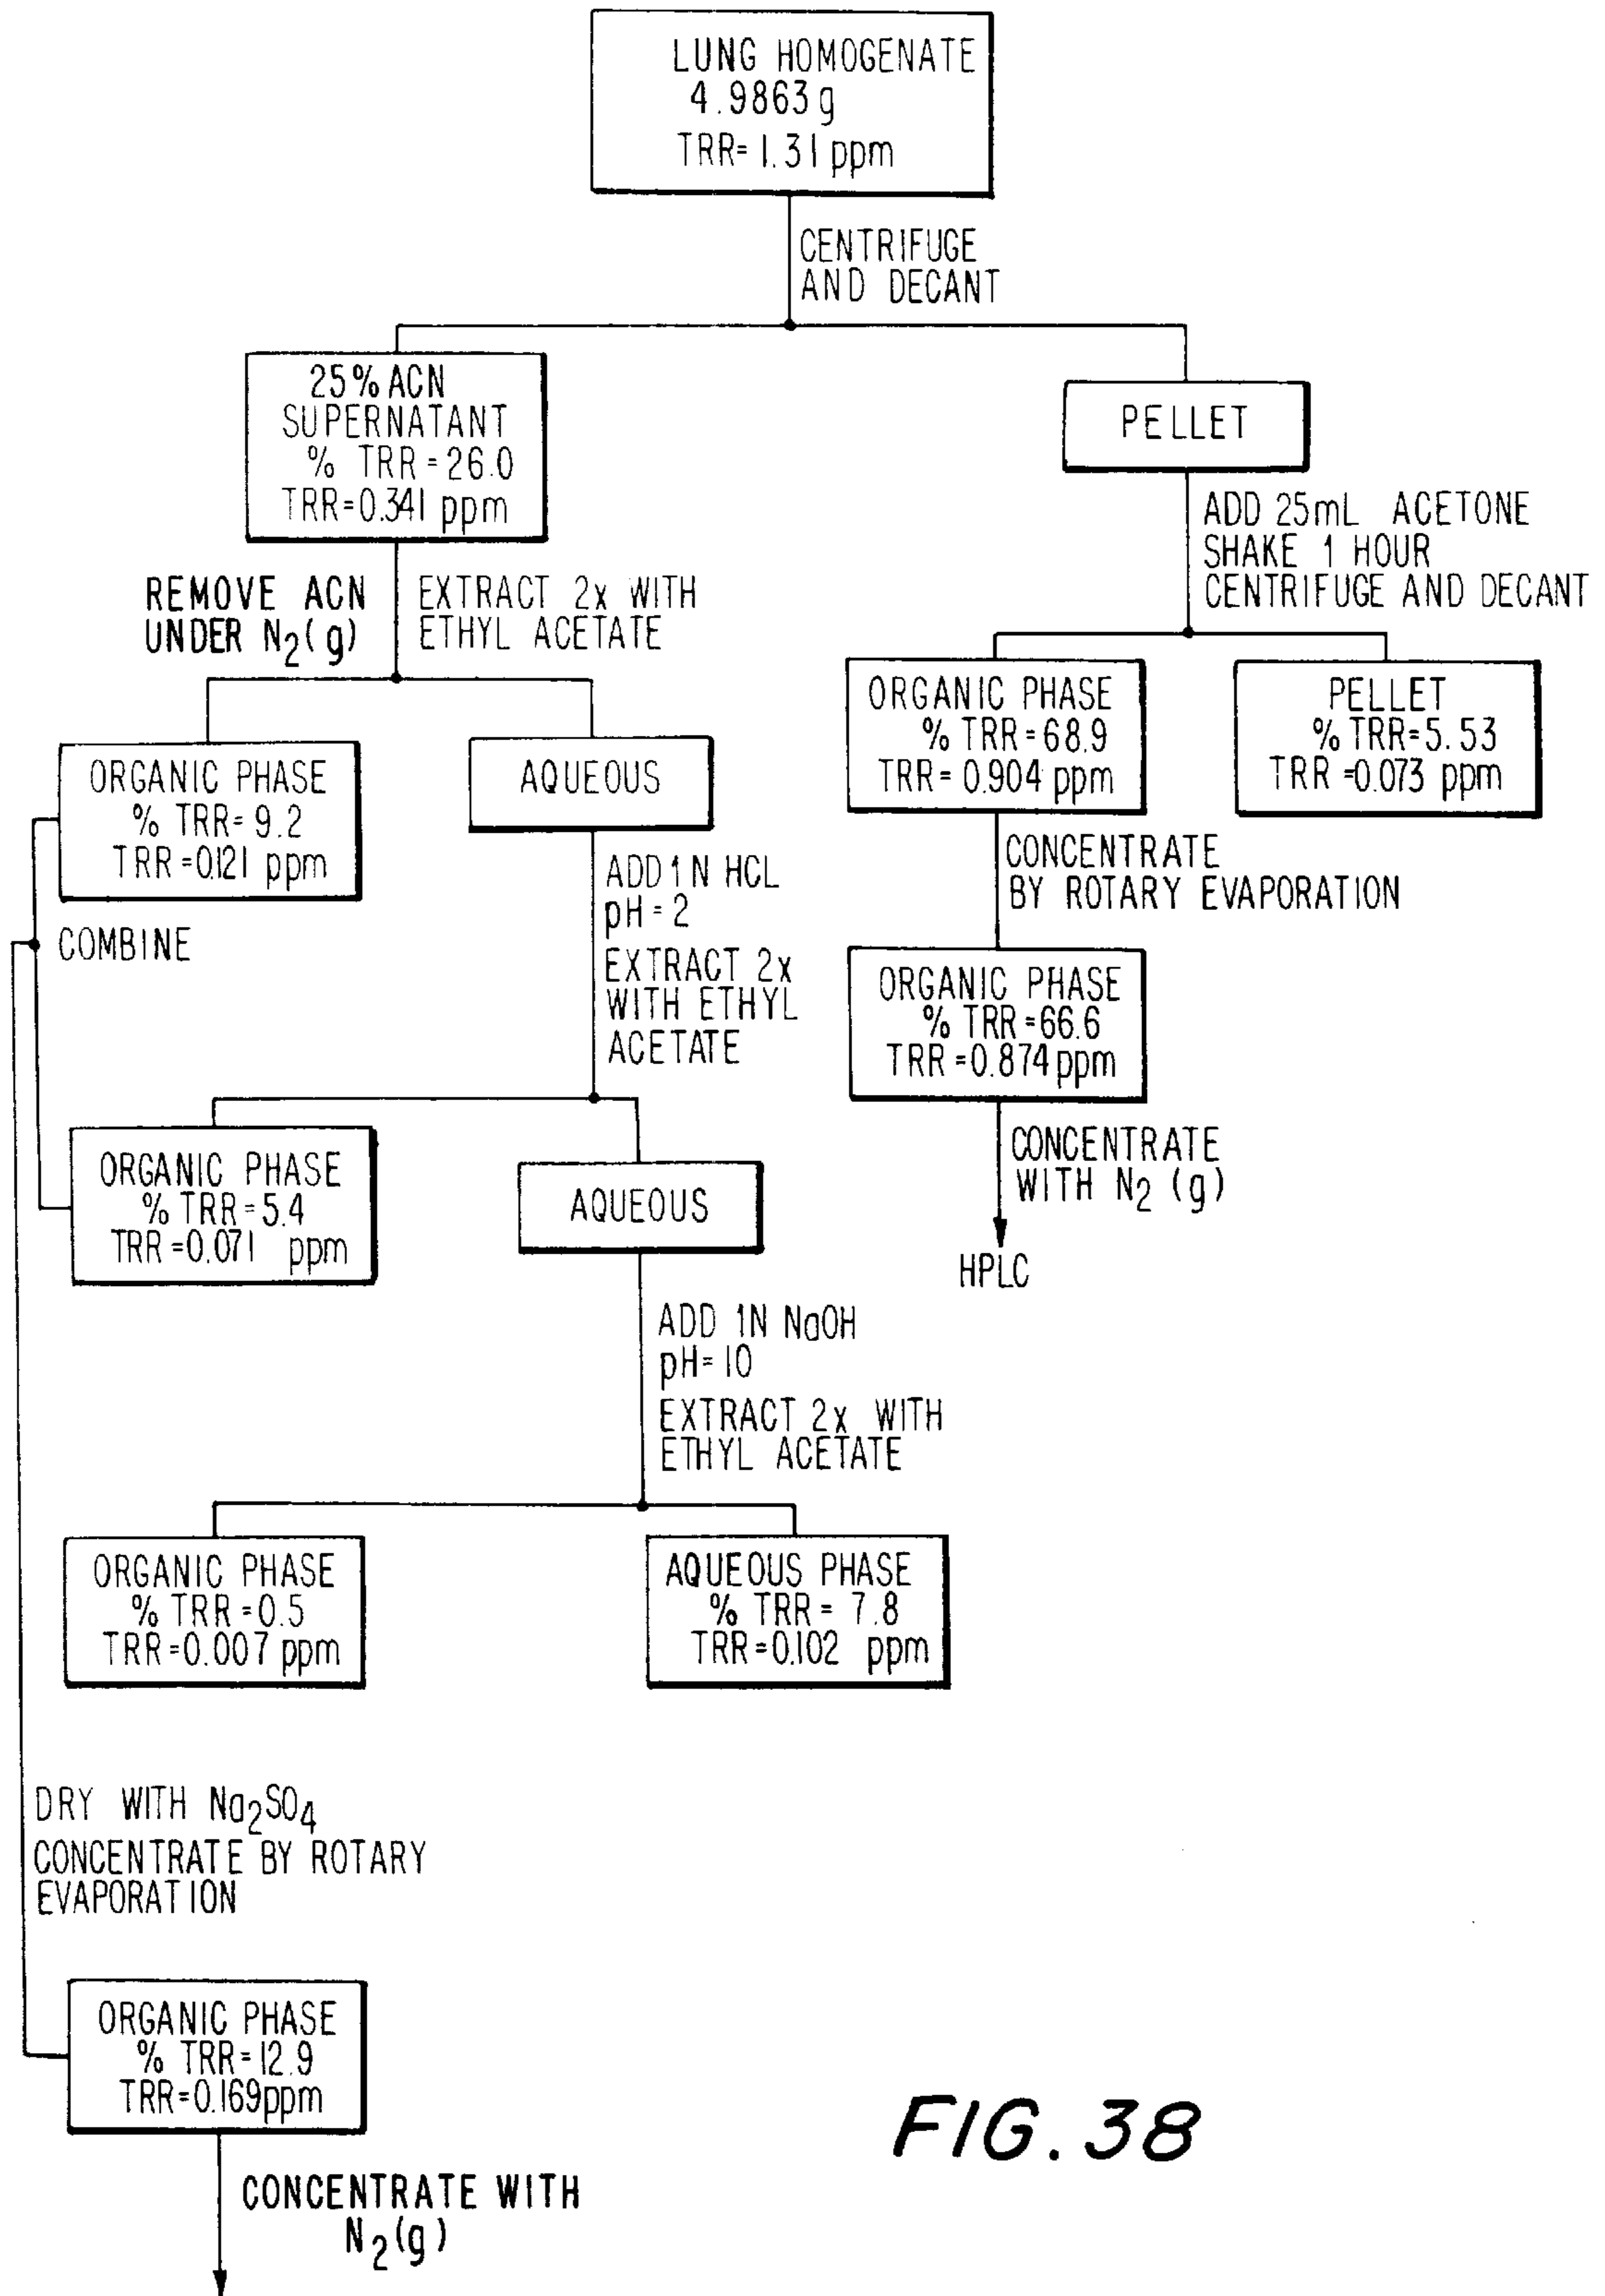 LUNG HOMOGENATE
4.9863 g
TRR= 1.31 ppm
CENTRIFUGE
AND DECANT
25% ACN
SUPERNATANT
% TRR = 26.0
TRR=0.341 ppm
PELLET
ADD 25mL ACETONE
SHAKE 1 HOUR
CENTRIFUGE AND DECANT
REMOVE ACN
UNDER N2(g)
EXTRACT 2x WITH
ETHYL ACETATE
ORGANIC PHASE
% TRR=68.9
TRR= 0.904 ppm
PELLET
% TRR=5.53
TRR =0.073 ppm
ORGANIC PHASE
% TRR= 9.2
TRR =0.121 ppm
AQUEOUS
CONCENTRATE
BY ROTARY EVAPORATION
ADD 1 N HCL
pH = 2
EXTRACT 2x
WITH ETHYL
ACETATE
COMBINE
ORGANIC PHASE
% TRR =66.6
TRR =0.874 ppm
CONCENTRATE
WITH N2 (g)
HPLC
ORGANIC PHASE
% TRR = 5.4
TRR =0.071 ppm
AQUEOUS
ADD 1N NaOH
pH= 10
EXTRACT 2x WITH
ETHYL ACETATE
ORGANIC PHASE
% TRR =0.5
TRR=0.007 ppm
AQUEOUS PHASE
% TRR = 7.8
TRR=0.102 ppm
DRY WITH Na2SO4
CONCENTRATE BY ROTARY
EVAPORATION
ORGANIC PHASE
% TRR=12.9
TRR=0.169ppm
CONCENTRATE WITH
N2(g)
FIG. 38